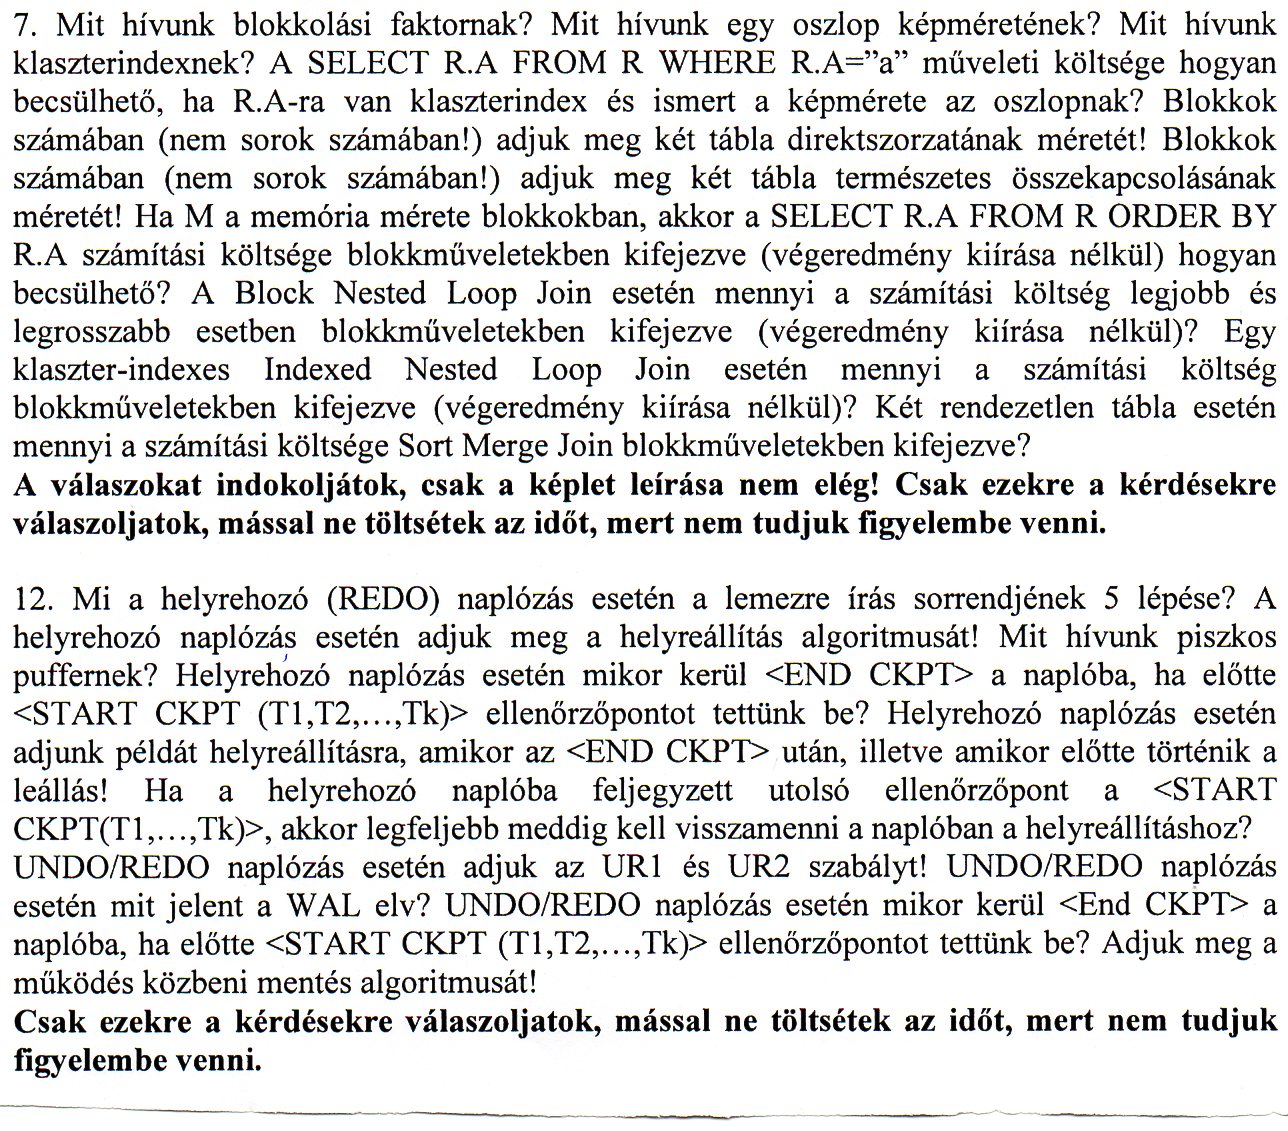 7. Mit hívunk blokkolási faktornak? Mit hívunk egy oszlop képméretének? Mit hívunk
klaszterindexnek? A SELECT R.A FROM R WHERE R.A=”a” műveleti költsége hogyan
becsülhető, ha R.A-ra van klaszterindex és ismert a képmérete az oszlopnak? Blokkok
számában (nem sorok számában!) adjuk meg két tábla direktszorzatának méretét! Blokkok
számában (nem sorok számában!) adjuk meg két tábla természetes összekapcsolásának
méretét! Ha M a memória mérete blokkokban, akkor a SELECT R.A FROM R ORDER BY
R.A számítási költsége blokkműveletekben kifejezve (végeredmény kiírása nélkül) hogyan
becsülhető? A Block Nested Loop Join esetén mennyi a számítási költség legjobb és
legrosszabb esetben blokkműveletekben kifejezve (végeredmény kiírása nélkül)? Egy
klaszter-indexes Indexed Nested Loop Join esetén mennyi a számítási költség
blokkműveletekben kifejezve (végeredmény kiírása nélkül)? Két rendezetlen tábla esetén
mennyi a számítási költsége Sort Merge Join blokkműveletekben kifejezve?
A válaszokat indokoljátok, csak a képlet leírása nem elég! Csak ezekre a kérdésekre
válaszoljatok, mással ne töltsétek az időt, mert nem tudjuk figyelembe venni.
12. Mi a helyrehozó (REDO) naplózás esetén a lemezre írás sorrendjének 5 lépése? A
helyrehozó naplózás esetén adjuk meg a helyreállítás algoritmusát! Mit hívunk piszkos
puffernek? Helyrehozó naplózás esetén mikor kerül <END CKPT> a naplóba, ha előtte
<START CKPT (T1,T2,…,Tk)> ellenőrzőpontot tettünk be? Helyrehozó naplózás esetén
adjunk példát helyreállításra, amikor az <END CKPT> után, illetve amikor előtte történik a
leállás! Ha a helyrehozó naplóba feljegyzett utolsó ellenőrzőpont a <START
CKPT(T1,…,Tk)>, akkor legfeljebb meddig kell visszamenni a naplóban a helyreállításhoz?
UNDO/REDO naplózás esetén adjuk az UR1 és UR2 szabályt! UNDO/REDO naplózás
esetén mit jelent a WAL elv? UNDO/REDO naplózás esetén mikor kerül <End CKPT> a
naplóba, ha előtte <START CKPT (T1,T2,…,Tk)> ellenőrzőpontot tettünk be? Adjuk meg a
működés közbeni mentés algoritmusát!
Csak ezekre a kérdésekre válaszoljatok, mással ne töltsétek az időt, mert nem tudjuk
figyelembe venni.